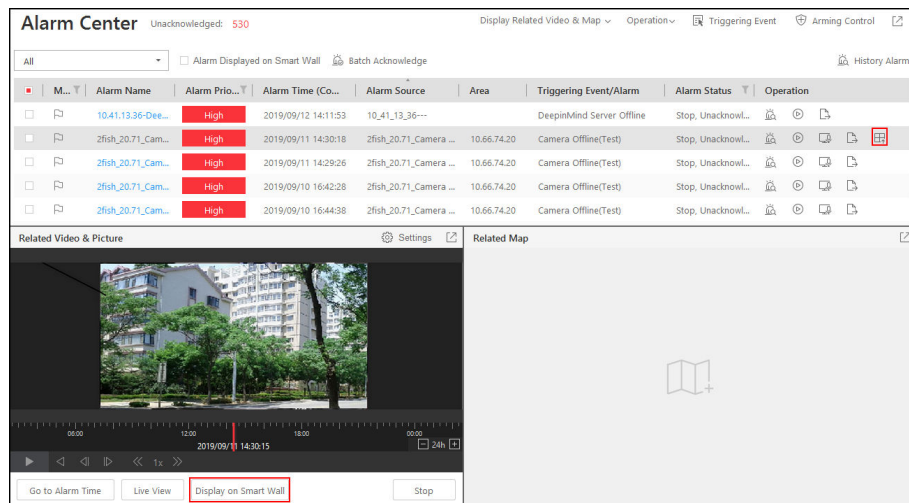 Alarm Center Unacknowledged: 530 Display Related Video & Map Operation Triggering Event Arming Control
All Alarm Displayed on Smart Wall Batch Acknowledge History Alarm
M... Alarm Name Alarm Prio... Alarm Time (Co... Alarm Source Area Triggering Event/Alarm Alarm Status Operation
10.41.13.36-Dee... High 2019/09/12 14:11:53 10_41_13_36--- DeepinMind Server Offline Stop, Unacknowl...
2fish_20.71_Cam... High 2019/09/11 14:30:18 2fish_20.71_Camera ... 10.66.74.20 Camera Offline(Test) Stop, Unacknowl...
2fish_20.71_Cam... High 2019/09/11 14:29:26 2fish_20.71_Camera ... 10.66.74.20 Camera Offline(Test) Stop, Unacknowl...
2fish_20.71_Cam... High 2019/09/10 16:42:28 2fish_20.71_Camera ... 10.66.74.20 Camera Offline(Test) Stop, Unacknowl...
2fish_20.71_Cam... High 2019/09/10 16:44:38 2fish_20.71_Camera ... 10.66.74.20 Camera Offline(Test) Stop, Unacknowl...
Related Video & Picture Settings Related Map
06:00 12:00 18:00 00:00
2019/09/11 14:30:15 24h
1x
Go to Alarm Time Live View Display on Smart Wall Stop